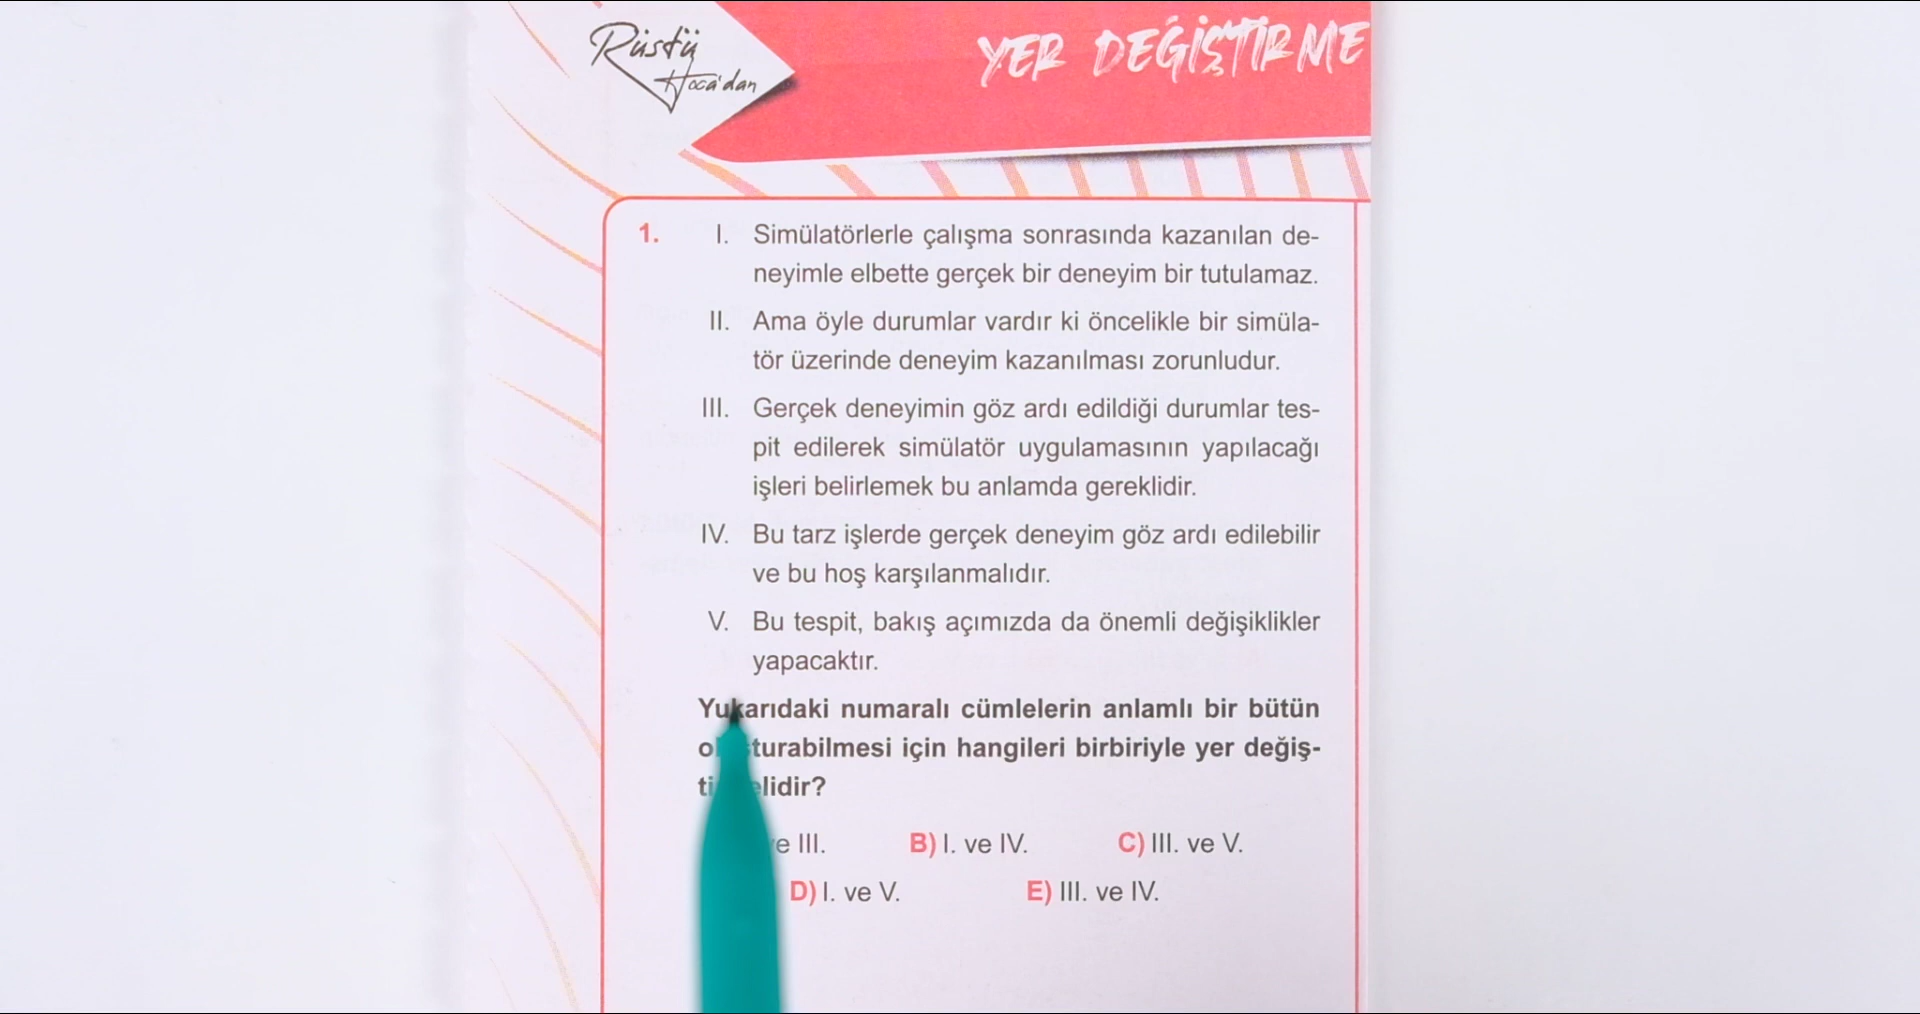 Rüştü
Hoca'dan
YER DEĞİŞTİRME
1. I. Simülatörlerle çalışma sonrasında kazanılan de-
neyimle elbette gerçek bir deneyim bir tutulamaz.
II. Ama öyle durumlar vardır ki öncelikle bir simüla-
tör üzerinde deneyim kazanılması zorunludur.
III. Gerçek deneyimin göz ardı edildiği durumlar tes-
pit edilerek simülatör uygulamasının yapılacağı
işleri belirlemek bu anlamda gereklidir.
IV. Bu tarz işlerde gerçek deneyim göz ardı edilebilir
ve bu hoş karşılanmalıdır.
V. Bu tespit, bakış açımızda da önemli değişiklikler
yapacaktır.
Yukarıdaki numaralı cümlelerin anlamlı bir bütün
için hangileri birbiriyle yer değiş-
III. B) I. ve IV. C) III. ve V.
D) I. ve V. E) III. ve IV.